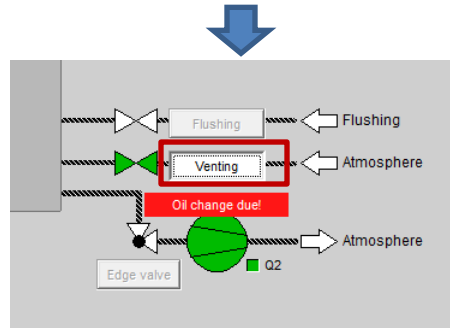 Flushing Flushing
Venting Atmosphere
Oil change due!
Atmosphere
Q2
Edge valve